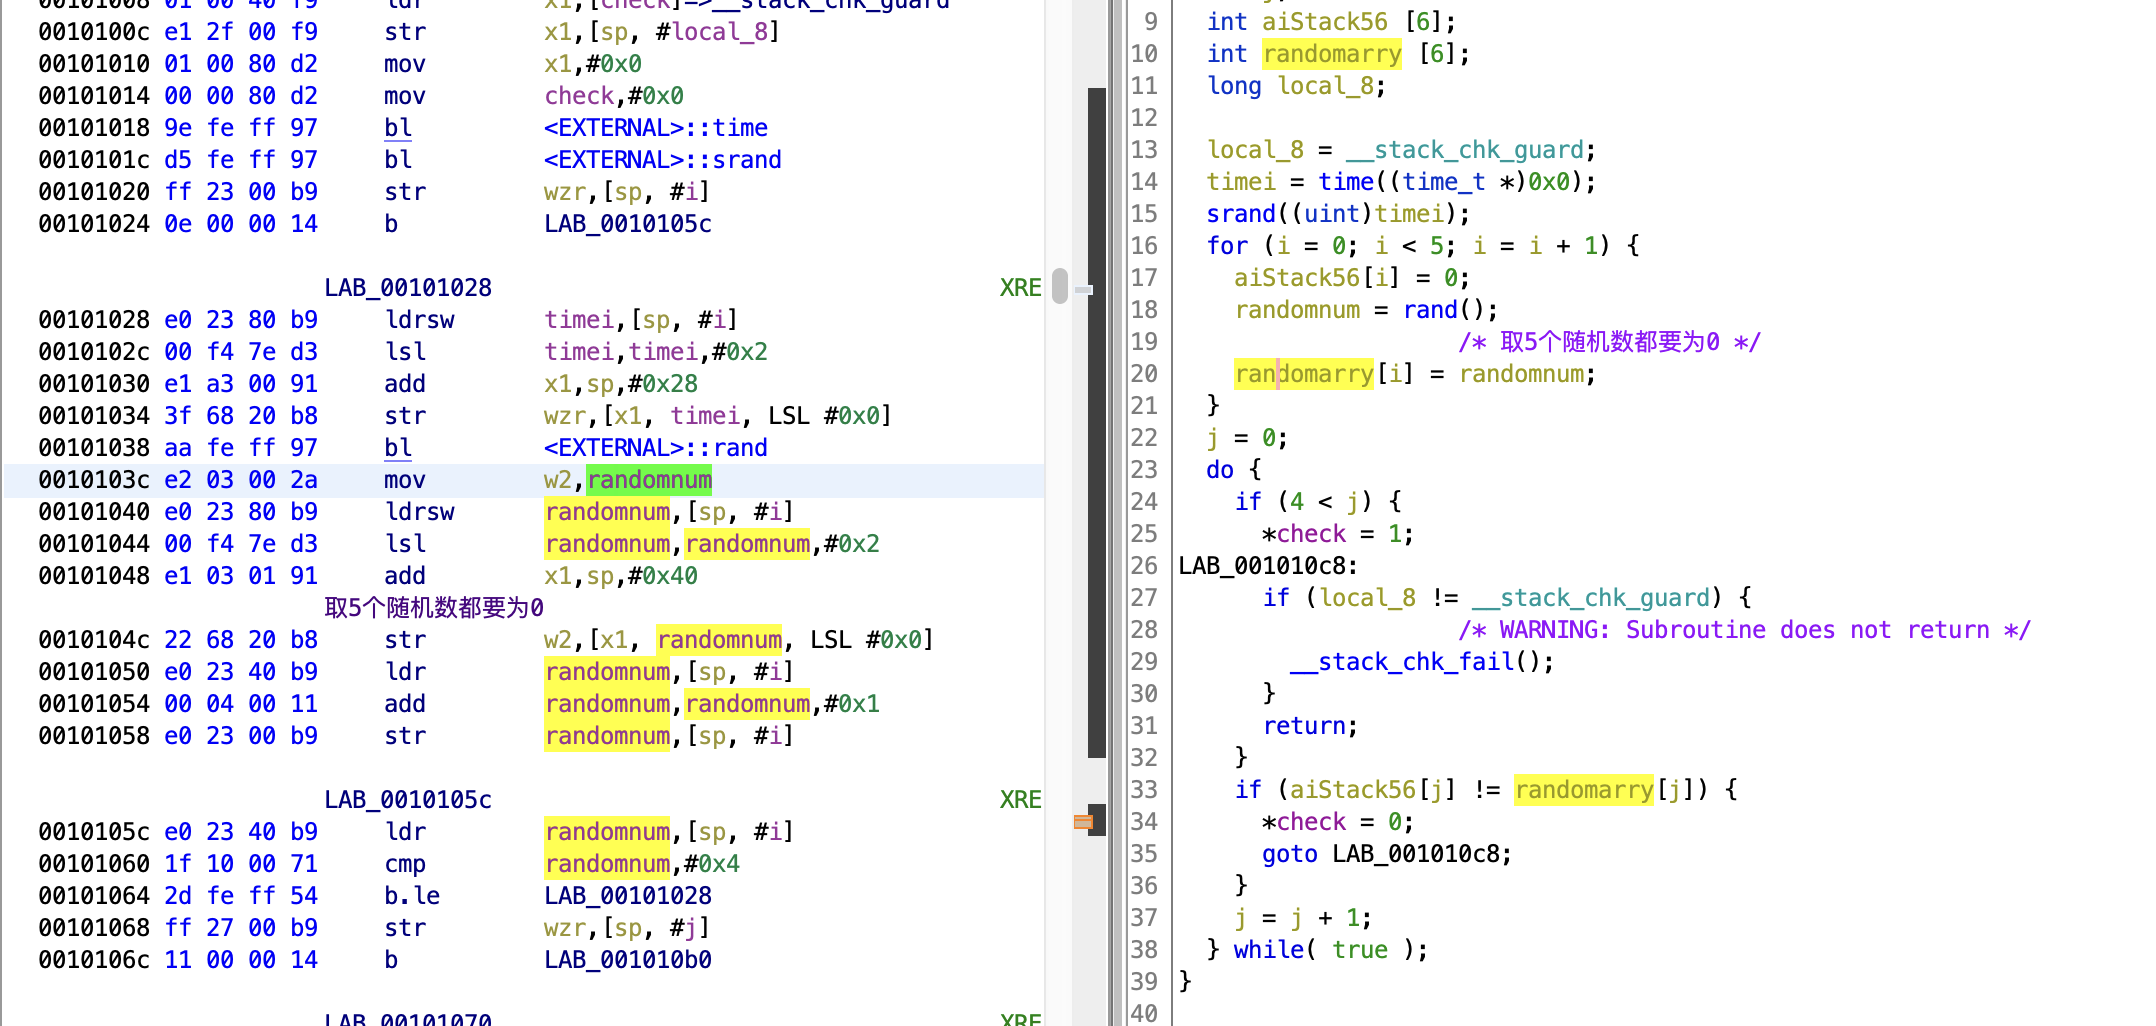 00101008 01 00 40 f9 ldr x1,[check]=>__stack_chk_guard
0010100c e1 2f 00 f9 str x1,[sp, #local_8]
00101010 01 00 80 d2 mov x1,#0x0
00101014 00 00 80 d2 mov check,#0x0
00101018 9e fe ff 97 bl <EXTERNAL>::time
0010101c d5 fe ff 97 bl <EXTERNAL>::srand
00101020 ff 23 00 b9 str wzr,[sp, #i]
00101024 0e 00 00 14 b LAB_0010105c
LAB_00101028 XRE
00101028 e0 23 80 b9 ldrsw timei,[sp, #i]
0010102c 00 f4 7e d3 lsl timei,timei,#0x2
00101030 e1 a3 00 91 add x1,sp,#0x28
00101034 3f 68 20 b8 str wzr,[x1, timei, LSL #0x0]
00101038 aa fe ff 97 bl <EXTERNAL>::rand
0010103c e2 03 00 2a mov w2,randomnum
00101040 e0 23 80 b9 ldrsw randomnum,[sp, #i]
00101044 00 f4 7e d3 lsl randomnum,randomnum,#0x2
00101048 e1 03 01 91 add x1,sp,#0x40
取5个随机数都要为0
0010104c 22 68 20 b8 str w2,[x1, randomnum, LSL #0x0]
00101050 e0 23 40 b9 ldr randomnum,[sp, #i]
00101054 00 04 00 11 add randomnum,randomnum,#0x1
00101058 e0 23 00 b9 str randomnum,[sp, #i]
LAB_0010105c XRE
0010105c e0 23 40 b9 ldr randomnum,[sp, #i]
00101060 1f 10 00 71 cmp randomnum,#0x4
00101064 2d fe ff 54 b.le LAB_00101028
00101068 ff 27 00 b9 str wzr,[sp, #j]
0010106c 11 00 00 14 b LAB_001010b0
LAB_00101070 XRE
9 int aiStack56 [6];
10 int randomarry [6];
11 long local_8;
12
13 local_8 = __stack_chk_guard;
14 timei = time((time_t *)0x0);
15 srand((uint)timei);
16 for (i = 0; i < 5; i = i + 1) {
17 aiStack56[i] = 0;
18 randomnum = rand();
19 /* 取5个随机数都要为0 */
20 randomarry[i] = randomnum;
21 }
22 j = 0;
23 do {
24 if (4 < j) {
25 *check = 1;
26 LAB_001010c8:
27 if (local_8 != __stack_chk_guard) {
28 /* WARNING: Subroutine does not return */
29 __stack_chk_fail();
30 }
31 return;
32 }
33 if (aiStack56[j] != randomarry[j]) {
34 *check = 0;
35 goto LAB_001010c8;
36 }
37 j = j + 1;
38 } while( true );
39 }
40